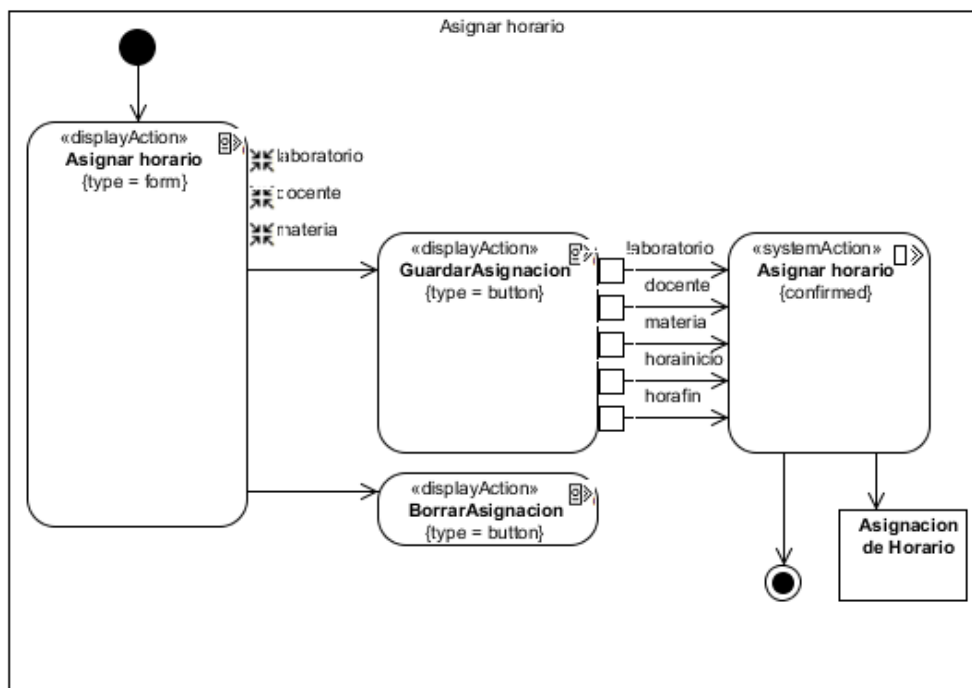 Asignar horario
«displayAction»
Asignar horario
{type = form}
laboratorio
docente
materia
«displayAction»
GuardarAsignacion
{type = button}
laboratorio
docente
materia
horainicio
horafin
«systemAction»
Asignar horario
{confirmed}
«displayAction»
BorrarAsignacion
{type = button}
Asignacion
de Horario